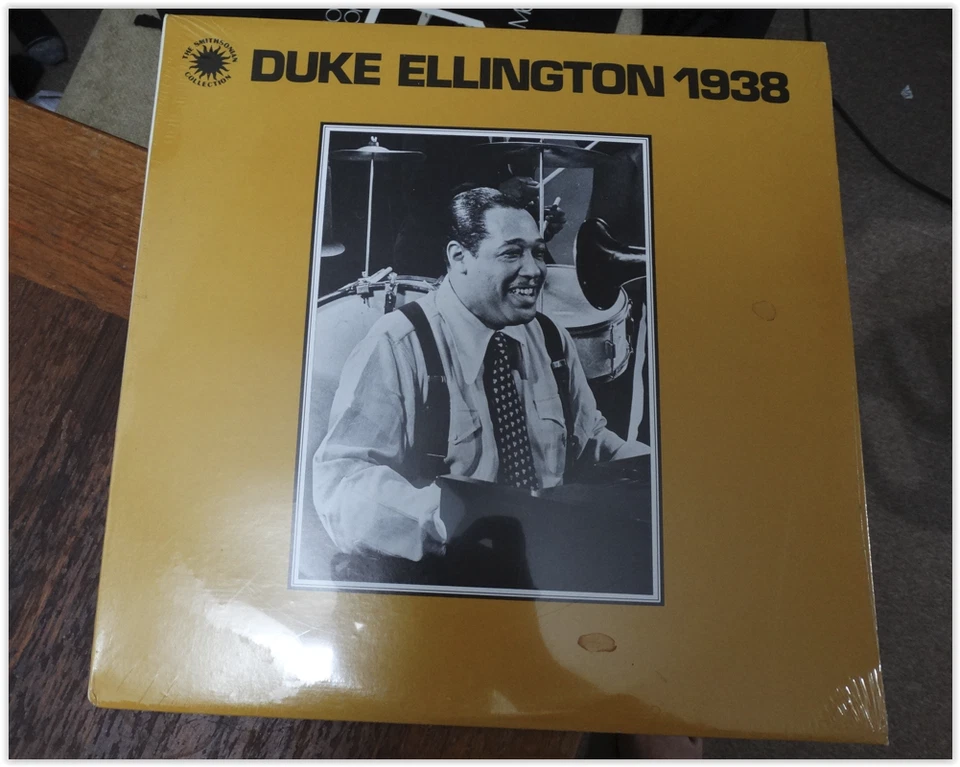 THE SMITHSONIAN
COLLECTION
DUKE ELLINGTON 1938